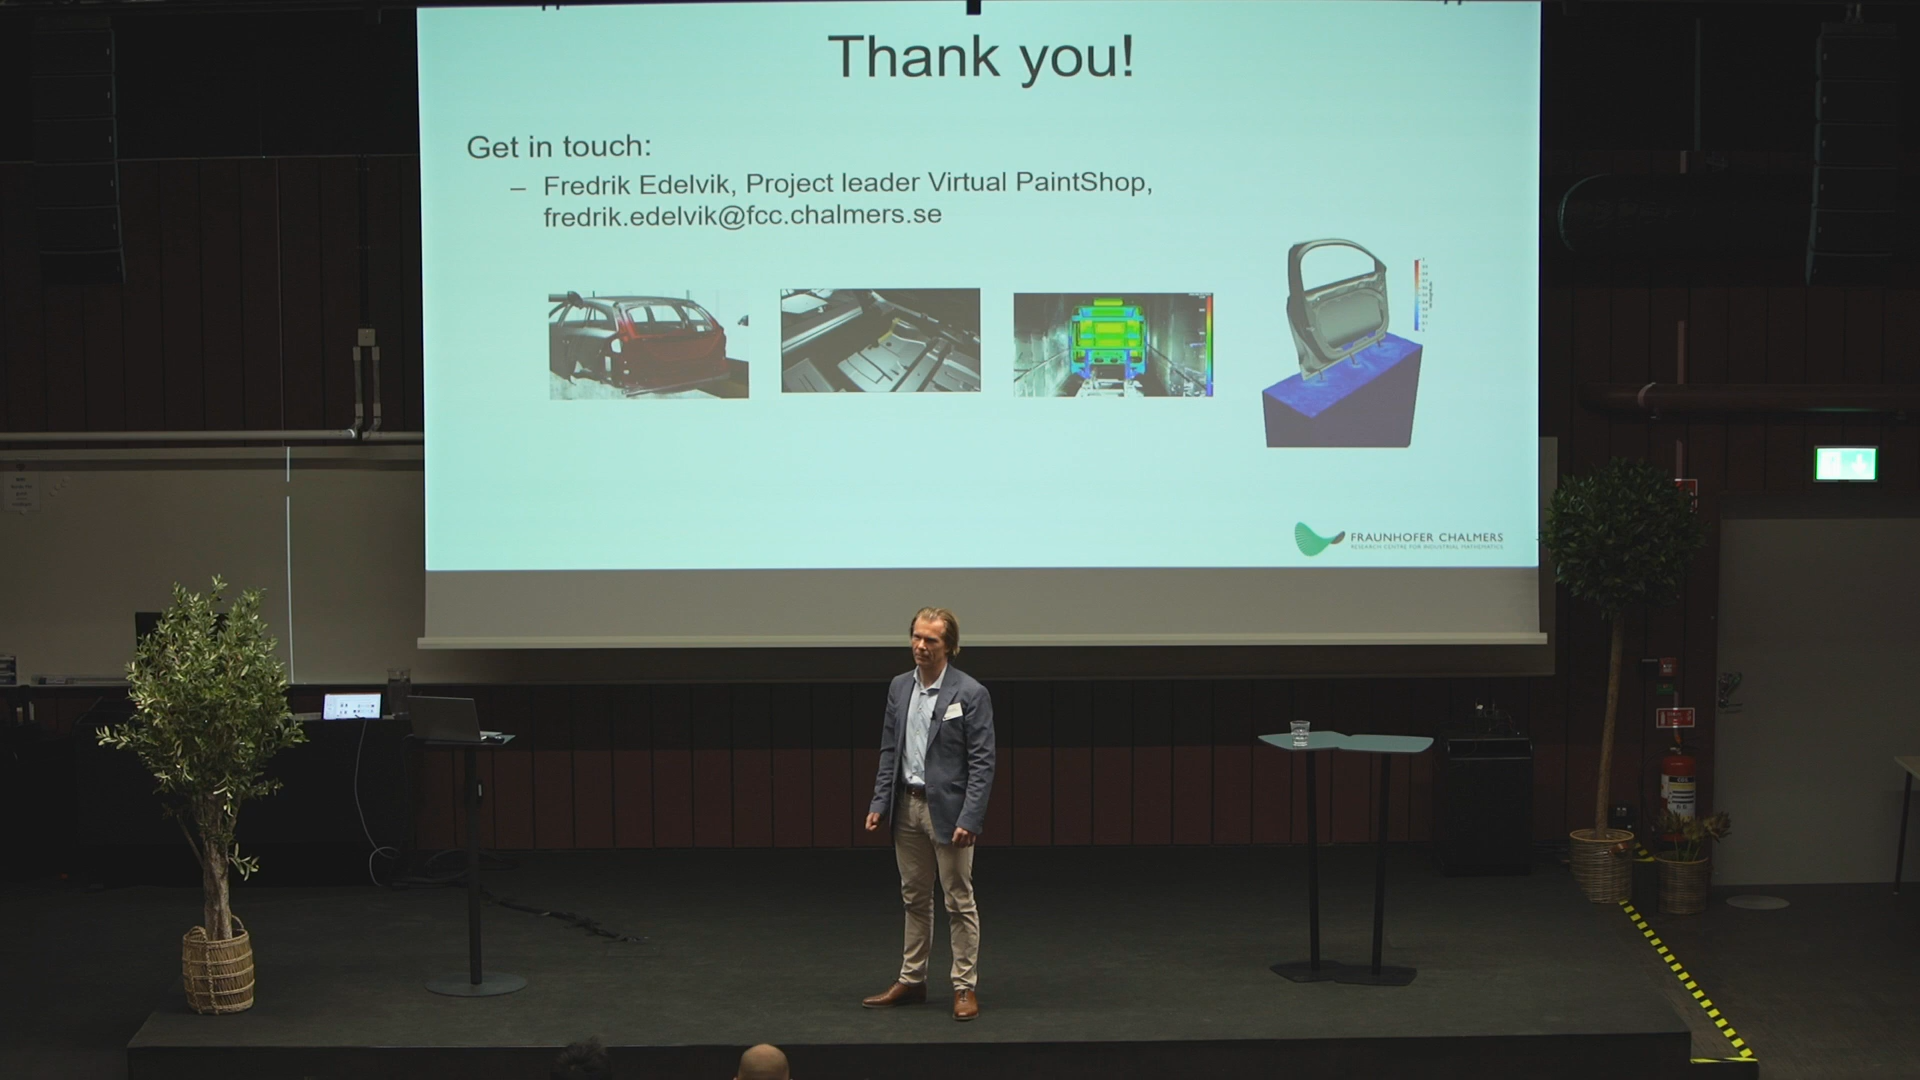 Thank you!
Get in touch:
– Fredrik Edelvik, Project leader Virtual PaintShop,
fredrik.edelvik@fcc.chalmers.se
FRAUNHOFER CHALMERS
RESEARCH CENTRE FOR INDUSTRIAL MATHEMATICS